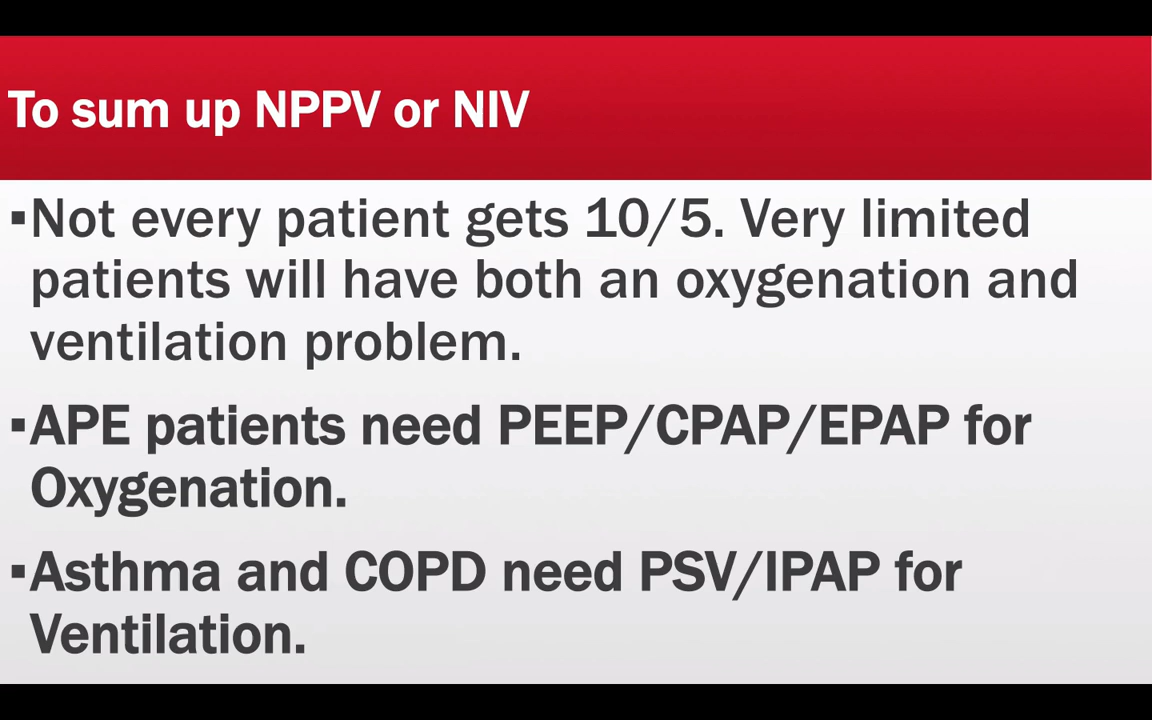 To sum up NPPV or NIV
▪Not every patient gets 10/5. Very limited
patients will have both an oxygenation and
ventilation problem.
▪APE patients need PEEP/CPAP/EPAP for
Oxygenation.
▪Asthma and COPD need PSV/IPAP for
Ventilation.